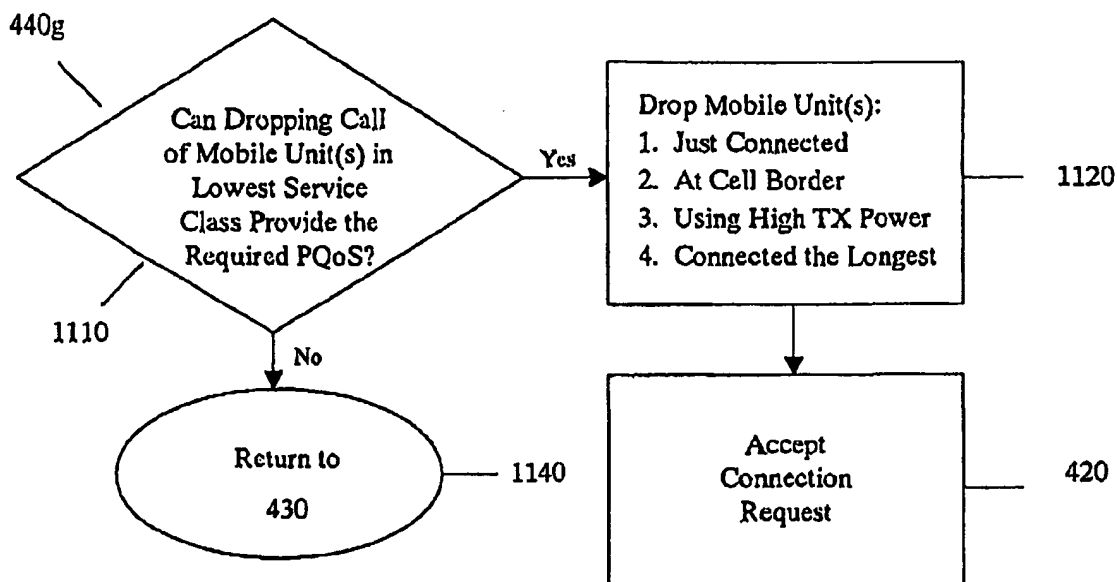 440g
Can Dropping Call
of Mobile Unit(s) in
Lowest Service
Class Provide the
Required PQoS?
1110
Yes
Drop Mobile Unit(s):
1. Just Connected
2. At Cell Border
3. Using High TX Power
4. Connected the Longest
1120
No
Return to
430
1140
Accept
Connection
Request
420